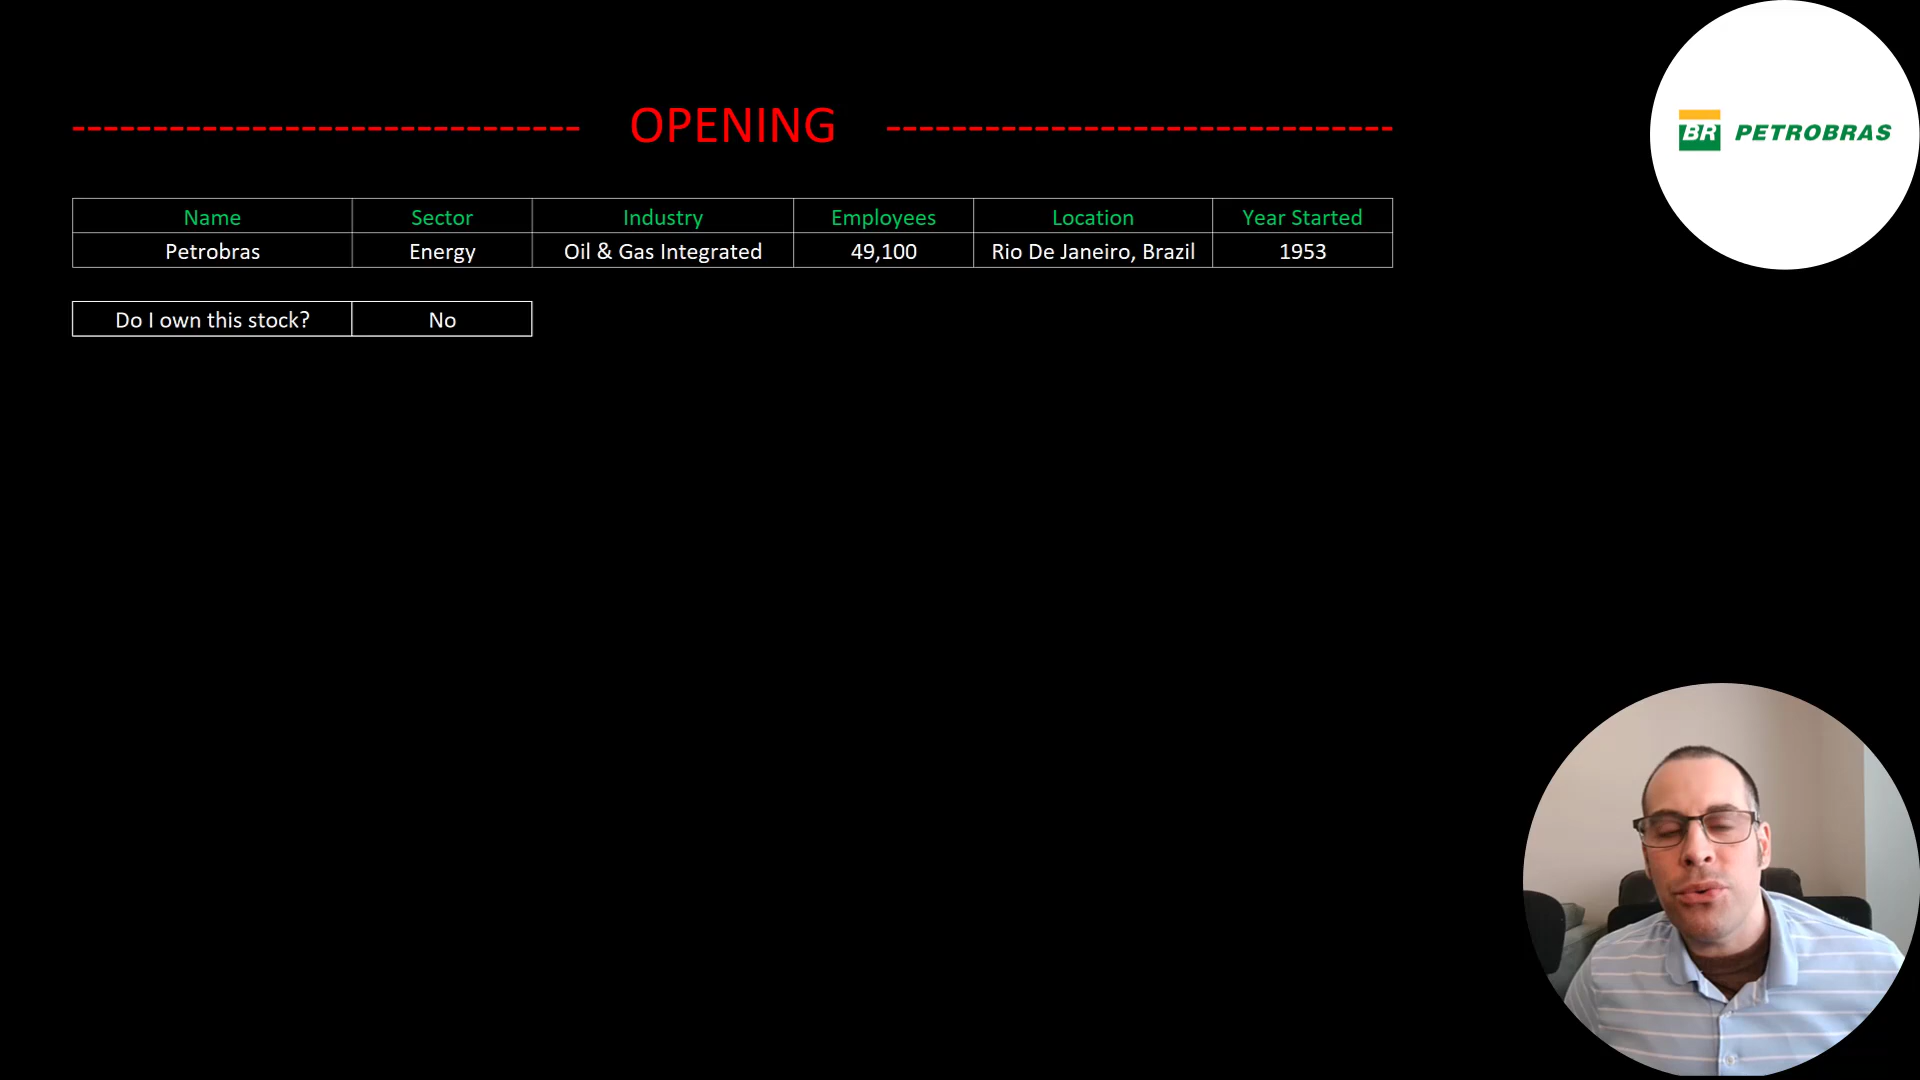 ------------------------------- OPENING -------------------------------
BR PETROBRAS
Name Sector Industry Employees Location Year Started
Petrobras Energy Oil & Gas Integrated 49,100 Rio De Janeiro, Brazil 1953
Do I own this stock? No